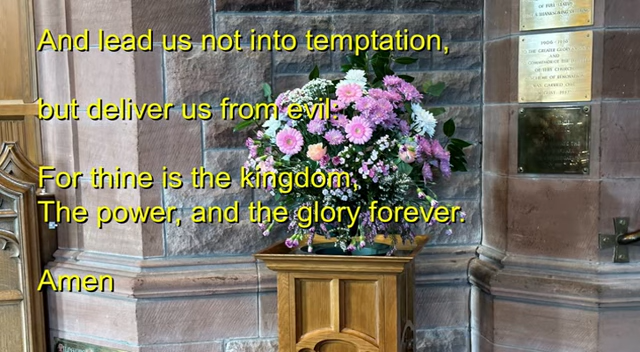 And lead us not into temptation,
but deliver us from evil:
For thine is the kingdom,
The power, and the glory forever.
Amen